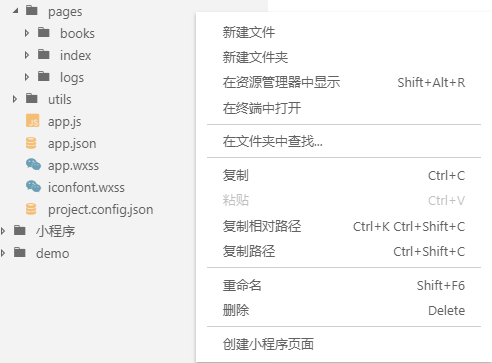 pages
books
index
logs
utils
app.js
app.json
app.wxss
iconfont.wxss
project.config.json
小程序
demo
新建文件
新建文件夹
在资源管理器中显示 Shift+Alt+R
在终端中打开
在文件夹中查找...
复制 Ctrl+C
粘贴 Ctrl+V
复制相对路径 Ctrl+K Ctrl+Shift+C
复制路径 Ctrl+Shift+C
重命名 Shift+F6
删除 Delete
创建小程序页面